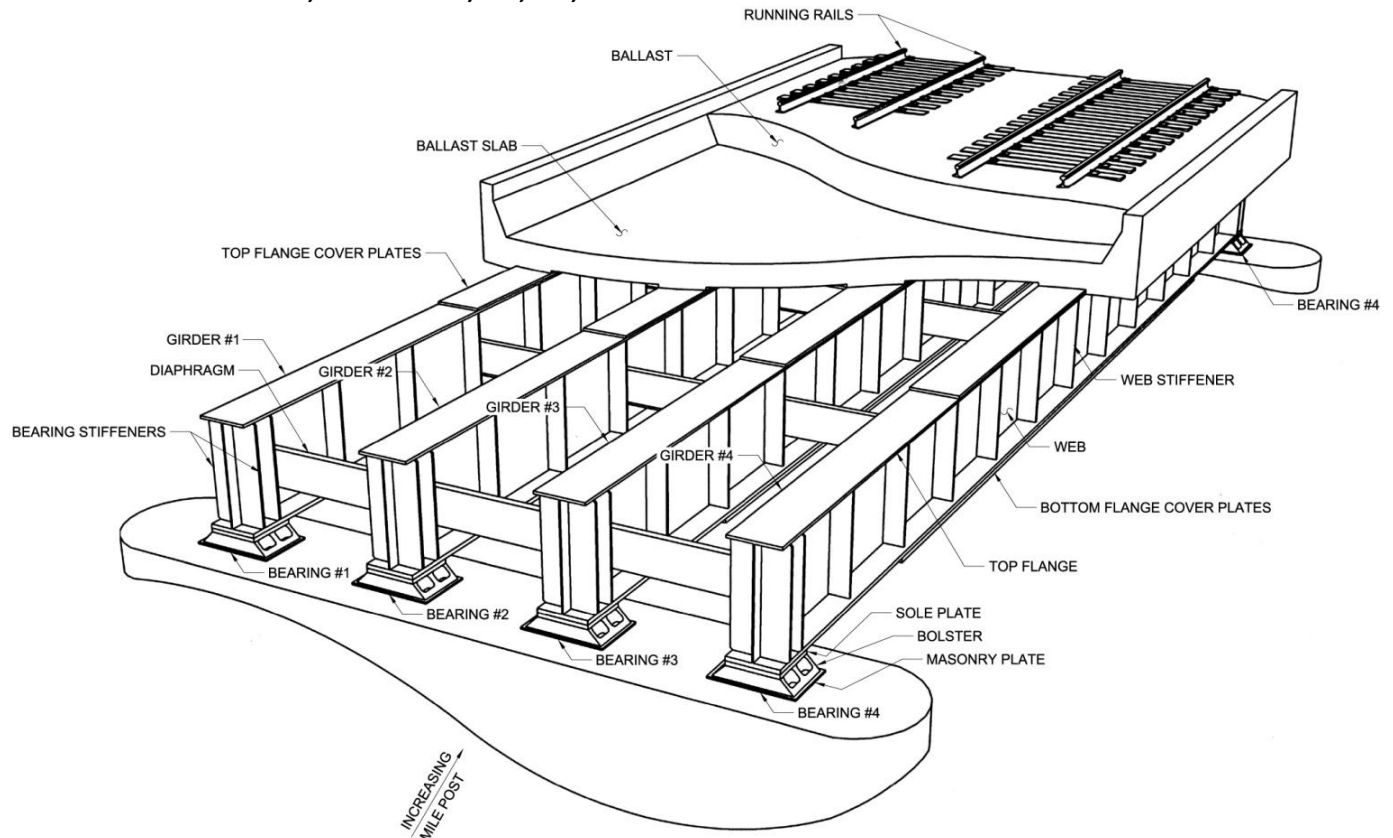 RUNNING RAILS
BALLAST
BALLAST SLAB
TOP FLANGE COVER PLATES
BEARING #4
GIRDER #1
DIAPHRAGM
GIRDER #2
WEB STIFFENER
GIRDER #3
BEARING STIFFENERS
WEB
GIRDER #4
BOTTOM FLANGE COVER PLATES
TOP FLANGE
BEARING #1
BEARING #2
SOLE PLATE
BOLSTER
BEARING #3
MASONRY PLATE
BEARING #4
INCREASING
MILE POST